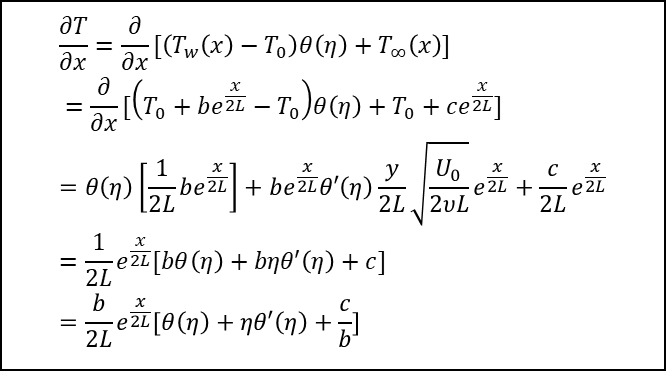 ∂T/∂x = ∂/∂x [(T_w(x) − T_0)θ(η) + T_∞(x)]
= ∂/∂x [(T_0 + be^{x/2L} − T_0)θ(η) + T_0 + ce^{x/2L}]
= θ(η) [1/2L be^{x/2L}] + be^{x/2L}θ′(η) y/2L √(U_0/2υL) e^{x/2L} + c/2L e^{x/2L}
= 1/2L e^{x/2L}[bθ(η) + bηθ′(η) + c]
= b/2L e^{x/2L}[θ(η) + ηθ′(η) + c/b]